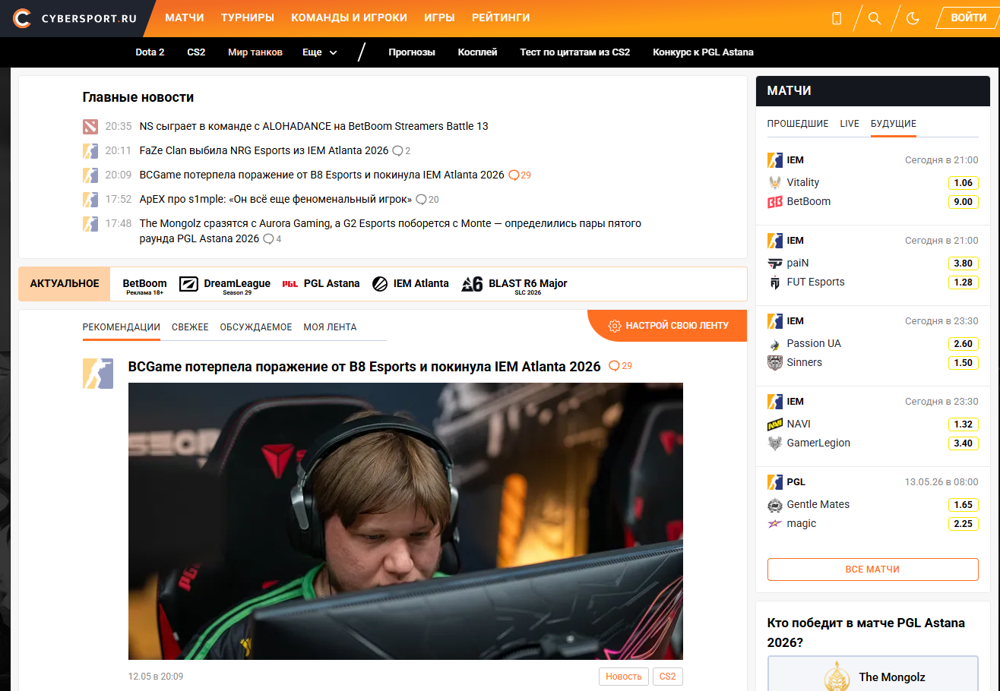 CYBERSPORT.RU
МАТЧИ ТУРНИРЫ КОМАНДЫ И ИГРОКИ ИГРЫ РЕЙТИНГИ
ВОЙТИ
Dota 2 CS2 Мир танков Еще Прогнозы Косплей Тест по цитатам из CS2 Конкурс к PGL Astana
Главные новости
20:35 NS сыграет в команде с ALOHADANCE на BetBoom Streamers Battle 13
20:11 FaZe Clan выбила NRG Esports из IEM Atlanta 2026 2
20:09 BCGame потерпела поражение от B8 Esports и покинула IEM Atlanta 2026 29
17:52 ApEX про s1mple: «Он всё еще феноменальный игрок» 20
17:48 The Mongolz сразятся с Aurora Gaming, а G2 Esports поборется с Monte — определились пары пятого
раунда PGL Astana 2026 4
АКТУАЛЬНОЕ
BetBoom
Реклама 18+
DreamLeague
Season 29
PGL PGL Astana
IEM Atlanta
BLAST R6 Major
SLC 2026
РЕКОМЕНДАЦИИ СВЕЖЕЕ ОБСУЖДАЕМОЕ МОЯ ЛЕНТА
НАСТРОЙ СВОЮ ЛЕНТУ
BCGame потерпела поражение от B8 Esports и покинула IEM Atlanta 2026 29
PGL
12.05 в 20:09
Новость CS2
МАТЧИ
ПРОШЕДШИЕ LIVE БУДУЩИЕ
IEM Сегодня в 21:00
Vitality 1.06
BetBoom 9.00
IEM Сегодня в 21:00
paiN 3.80
FUT Esports 1.28
IEM Сегодня в 23:30
Passion UA 2.60
Sinners 1.50
IEM Сегодня в 23:30
NAVI 1.32
GamerLegion 3.40
PGL 13.05.26 в 08:00
Gentle Mates 1.65
magic 2.25
ВСЕ МАТЧИ
Кто победит в матче PGL Astana
2026?
The Mongolz